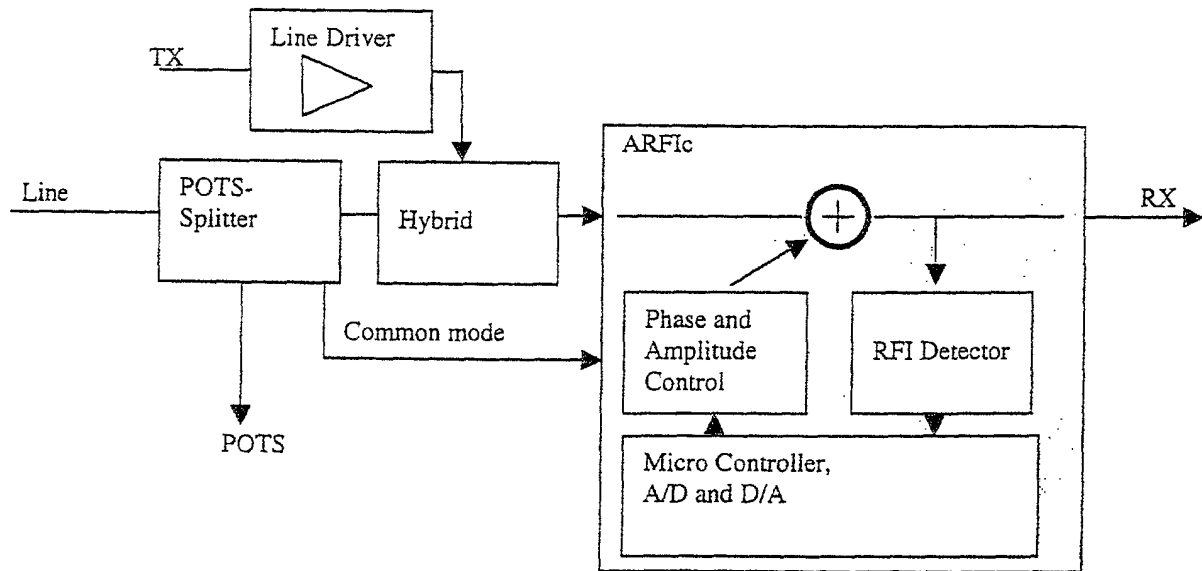 Line Driver
TX
ARFIc
Line
POTS-
Splitter
Hybrid
RX
Common mode
Phase and
Amplitude
Control
RFI Detector
POTS
Micro Controller,
A/D and D/A